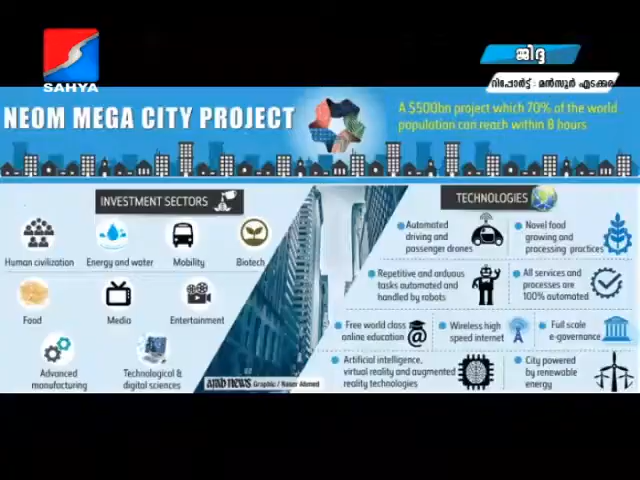 SAHYA
ജിദ്ദ
റിപ്പോർട്ട് : മൻസൂർ എടക്കര
NEOM MEGA CITY PROJECT
A $500bn project which 70% of the world
population can reach within 8 hours
INVESTMENT SECTORS
Human civilization
Energy and water
Mobility
Biotech
Food
Media
Entertainment
Advanced
manufacturing
Technological &
digital sciences
TECHNOLOGIES
Automated
driving and
passenger drones
Novel food
growing and
processing practices
Repetitive and arduous
tasks automated and
handled by robots
All services and
processes are
100% automated
Free world class
online education
Wireless high
speed internet
Full scale
e-governance
Artificial intelligence,
virtual reality and augmented
reality technologies
City powered
by renewable
energy
arab news Graphic / Naser Ahmed